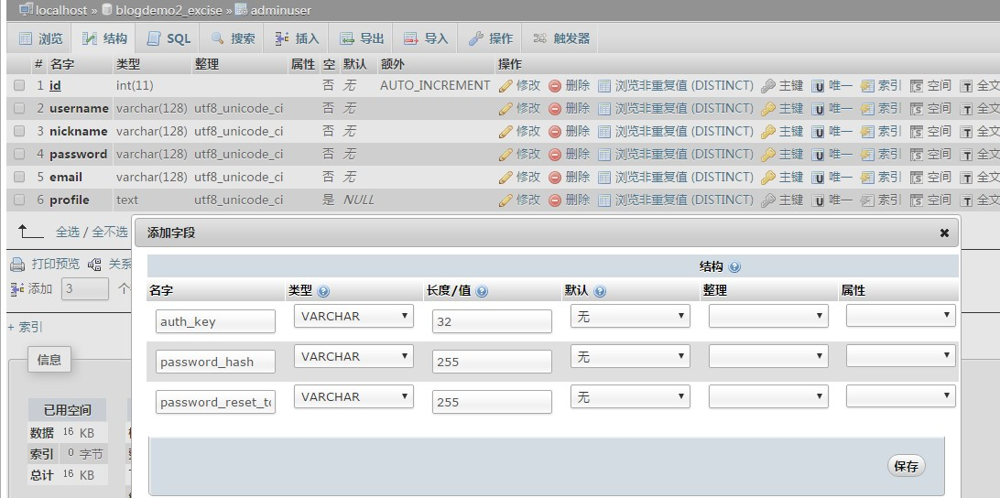 localhost » blogdemo2_excise » adminuser
浏览 结构 SQL 搜索 插入 导出 导入 操作 触发器
# 名字 类型 整理 属性 空 默认 额外 操作
1 id int(11) 否 无 AUTO_INCREMENT 修改 删除 浏览非重复值 (DISTINCT) 主键 唯一 索引 空间 全文
2 username varchar(128) utf8_unicode_ci 否 无 修改 删除 浏览非重复值 (DISTINCT) 主键 唯一 索引 空间 全文
3 nickname varchar(128) utf8_unicode_ci 否 无 修改 删除 浏览非重复值 (DISTINCT) 主键 唯一 索引 空间 全文
4 password varchar(128) utf8_unicode_ci 否 无 修改 删除 浏览非重复值 (DISTINCT) 主键 唯一 索引 空间 全文
5 email varchar(128) utf8_unicode_ci 否 无 修改 删除 浏览非重复值 (DISTINCT) 主键 唯一 索引 空间 全文
6 profile text utf8_unicode_ci 是 NULL 修改 删除 浏览非重复值 (DISTINCT) 主键 唯一 索引 空间 全文
全选 / 全不选
打印预览 关系
添加 3 个
+ 索引
信息
已用空间
数据 16 KB
索引 0 字节
总计 16 KB
添加字段
结构
名字 类型 长度/值 默认 整理 属性
auth_key VARCHAR 32 无
password_hash VARCHAR 255 无
password_reset_to VARCHAR 255 无
保存